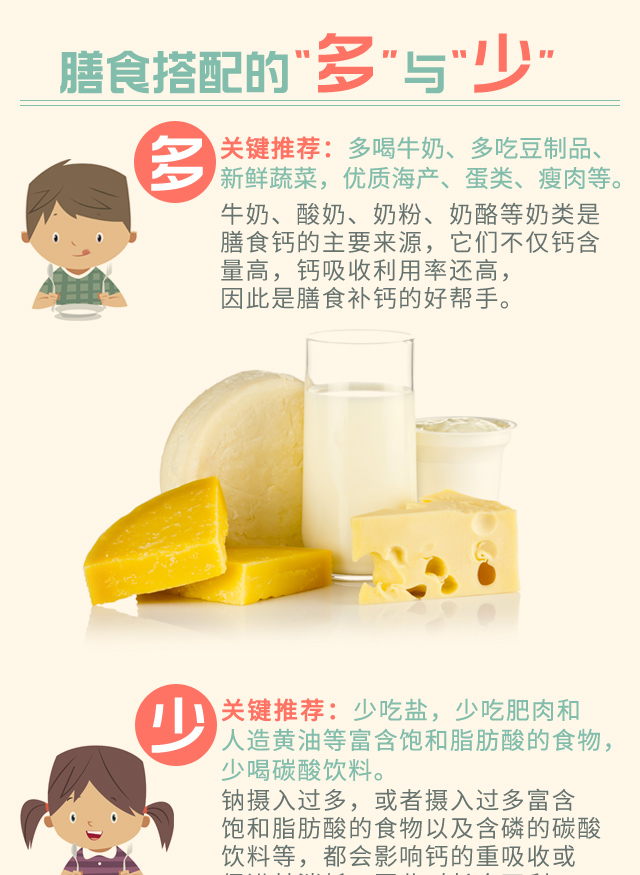 膳食搭配的“多”与“少”
多
关键推荐：多喝牛奶、多吃豆制品、
新鲜蔬菜，优质海产、蛋类、瘦肉等。
牛奶、酸奶、奶粉、奶酪等奶类是
膳食钙的主要来源，它们不仅钙含
量高，钙吸收利用率还高，
因此是膳食补钙的好帮手。
少
关键推荐：少吃盐，少吃肥肉和
人造黄油等富含饱和脂肪酸的食物，
少喝碳酸饮料。
钠摄入过多，或者摄入过多富含
饱和脂肪酸的食物以及含磷的碳酸
饮料等，都会影响钙的重吸收或